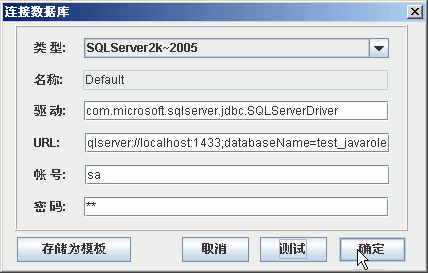 连接数据库
类 型: SQLServer2k~2005
名称: Default
驱 动: com.microsoft.sqlserver.jdbc.SQLServerDriver
URL: qlserver://localhost:1433;databaseName=test_javarole
帐 号: sa
密 码: **
存储为模板 取消 测试 确定